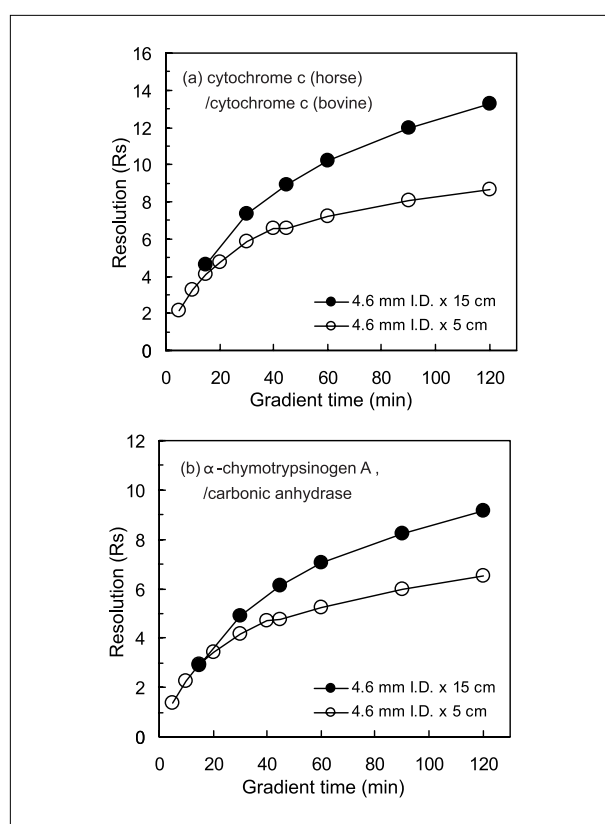 16
14
12
10
8
6
4
2
0
Resolution (Rs)
(a) cytochrome c (horse)
/cytochrome c (bovine)
4.6 mm I.D. x 15 cm
4.6 mm I.D. x 5 cm
0 20 40 60 80 100 120
Gradient time (min)
12
10
8
6
4
2
0
Resolution (Rs)
(b) α-chymotrypsinogen A ,
/carbonic anhydrase
4.6 mm I.D. x 15 cm
4.6 mm I.D. x 5 cm
0 20 40 60 80 100 120
Gradient time (min)